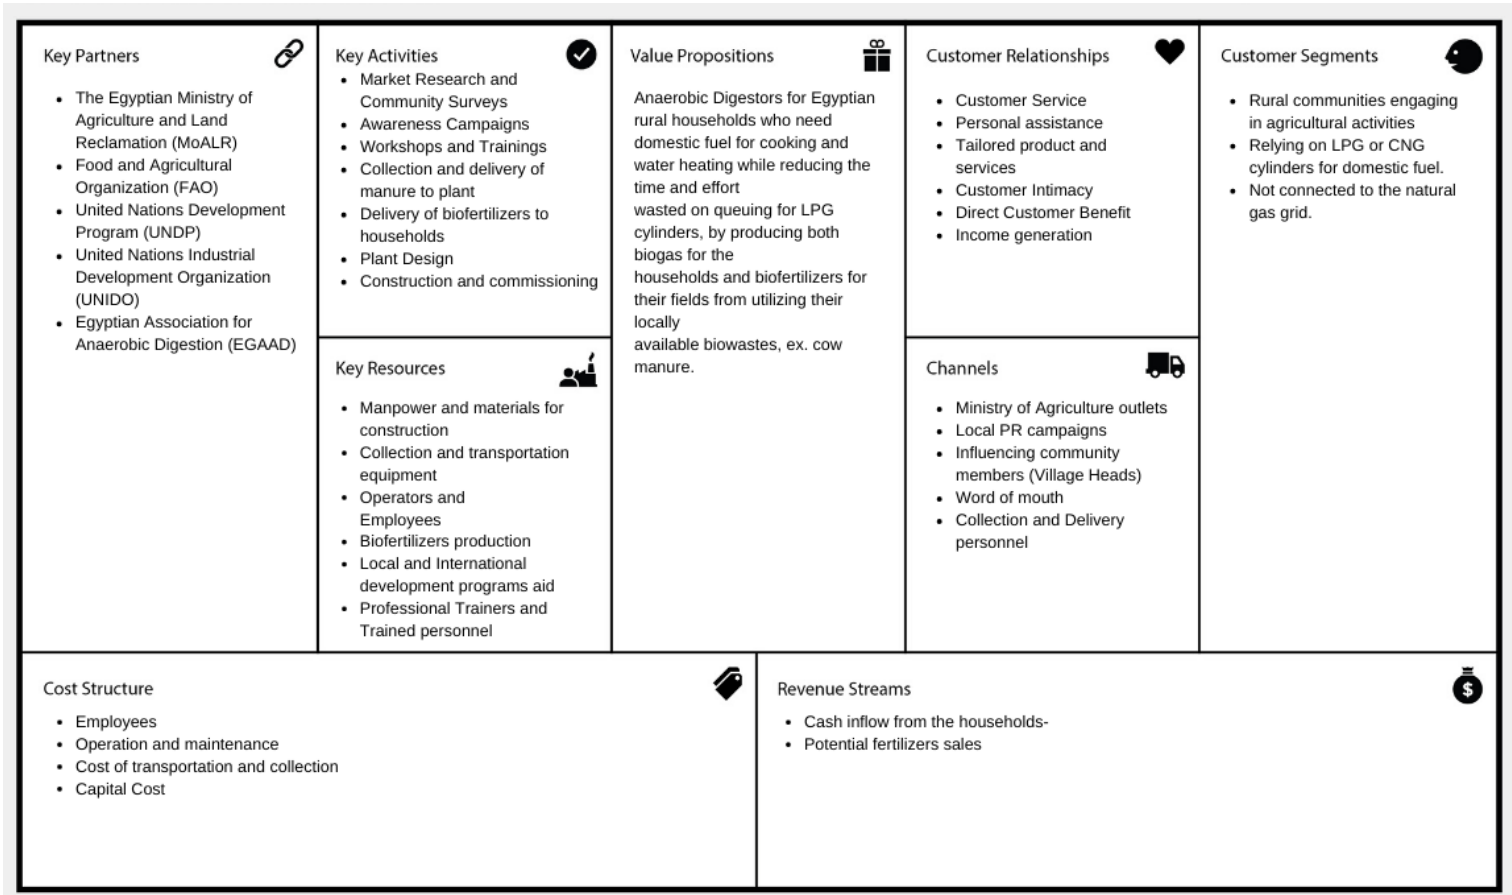 Key Partners
The Egyptian Ministry of
Agriculture and Land
Reclamation (MoALR)
Food and Agricultural
Organization (FAO)
United Nations Development
Program (UNDP)
United Nations Industrial
Development Organization
(UNIDO)
Egyptian Association for
Anaerobic Digestion (EGAAD)
Key Activities
Market Research and
Community Surveys
Awareness Campaigns
Workshops and Trainings
Collection and delivery of
manure to plant
Delivery of biofertilizers to
households
Plant Design
Construction and commissioning
Key Resources
Manpower and materials for
construction
Collection and transportation
equipment
Operators and
Employees
Biofertilizers production
Local and International
development programs aid
Professional Trainers and
Trained personnel
Value Propositions
Anaerobic Digestors for Egyptian
rural households who need
domestic fuel for cooking and
water heating while reducing the
time and effort
wasted on queuing for LPG
cylinders, by producing both
biogas for the
households and biofertilizers for
their fields from utilizing their
locally
available biowastes, ex. cow
manure.
Customer Relationships
Customer Service
Personal assistance
Tailored product and
services
Customer Intimacy
Direct Customer Benefit
Income generation
Channels
Ministry of Agriculture outlets
Local PR campaigns
Influencing community
members (Village Heads)
Word of mouth
Collection and Delivery
personnel
Customer Segments
Rural communities engaging
in agricultural activities
Relying on LPG or CNG
cylinders for domestic fuel.
Not connected to the natural
gas grid.
Cost Structure
Employees
Operation and maintenance
Cost of transportation and collection
Capital Cost
Revenue Streams
$
Cash inflow from the households-
Potential fertilizers sales